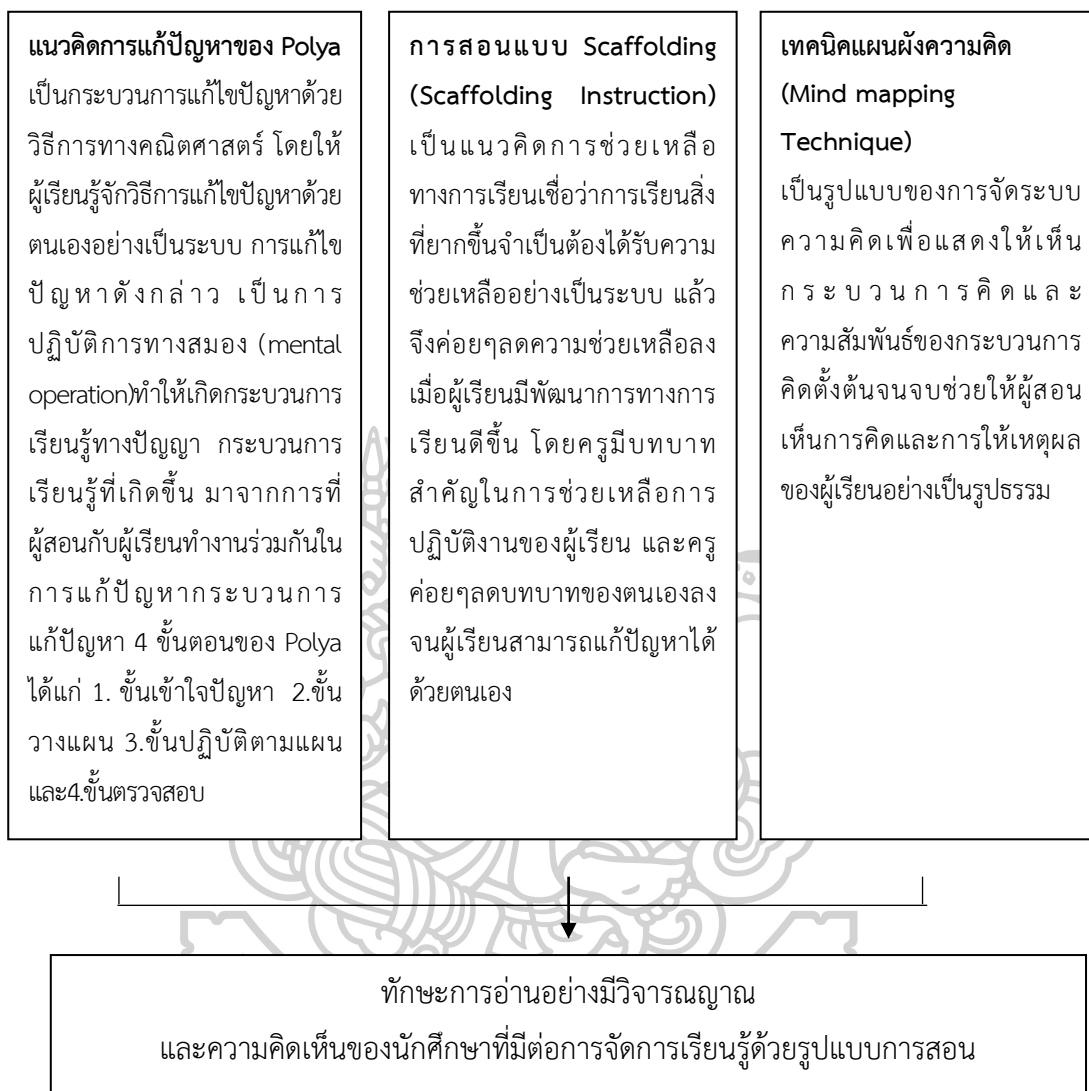 แนวคิดการแก้ปัญหาของ Polya
เป็นกระบวนการแก้ไขปัญหาด้วย
วิธีการทางคณิตศาสตร์ โดยให้
ผู้เรียนรู้จักวิธีการแก้ไขปัญหาด้วย
ตนเองอย่างเป็นระบบ การแก้ไข
ปัญหาดังกล่าว เป็นการ
ปฏิบัติการทางสมอง (mental
operation)ทำให้เกิดกระบวนการ
เรียนรู้ทางปัญญา กระบวนการ
เรียนรู้ที่เกิดขึ้น มาจากการที่
ผู้สอนกับผู้เรียนทำงานร่วมกันใน
การแก้ปัญหากระบวนการ
แก้ปัญหา 4 ขั้นตอนของ Polya
ได้แก่ 1. ขั้นเข้าใจปัญหา 2.ขั้น
วางแผน 3.ขั้นปฏิบัติตามแผน
และ4.ขั้นตรวจสอบ
การสอนแบบ Scaffolding
(Scaffolding Instruction)
เป็นแนวคิดการช่วยเหลือ
ทางการเรียนเชื่อว่าการเรียนสิ่ง
ที่ยากขึ้นจำเป็นต้องได้รับความ
ช่วยเหลืออย่างเป็นระบบ แล้ว
จึงค่อยๆลดความช่วยเหลือลง
เมื่อผู้เรียนมีพัฒนาการทางการ
เรียนดีขึ้น โดยครูมีบทบาท
สำคัญในการช่วยเหลือการ
ปฏิบัติงานของผู้เรียน และครู
ค่อยๆลดบทบาทของตนเองลง
จนผู้เรียนสามารถแก้ปัญหาได้
ด้วยตนเอง
เทคนิคแผนผังความคิด
(Mind mapping
Technique)
เป็นรูปแบบของการจัดระบบ
ความคิดเพื่อแสดงให้เห็น
กระบวนการคิดและ
ความสัมพันธ์ของกระบวนการ
คิดตั้งต้นจนจบช่วยให้ผู้สอน
เห็นการคิดและการให้เหตุผล
ของผู้เรียนอย่างเป็นรูปธรรม
ทักษะการอ่านอย่างมีวิจารณญาณ
และความคิดเห็นของนักศึกษาที่มีต่อการจัดการเรียนรู้ด้วยรูปแบบการสอน